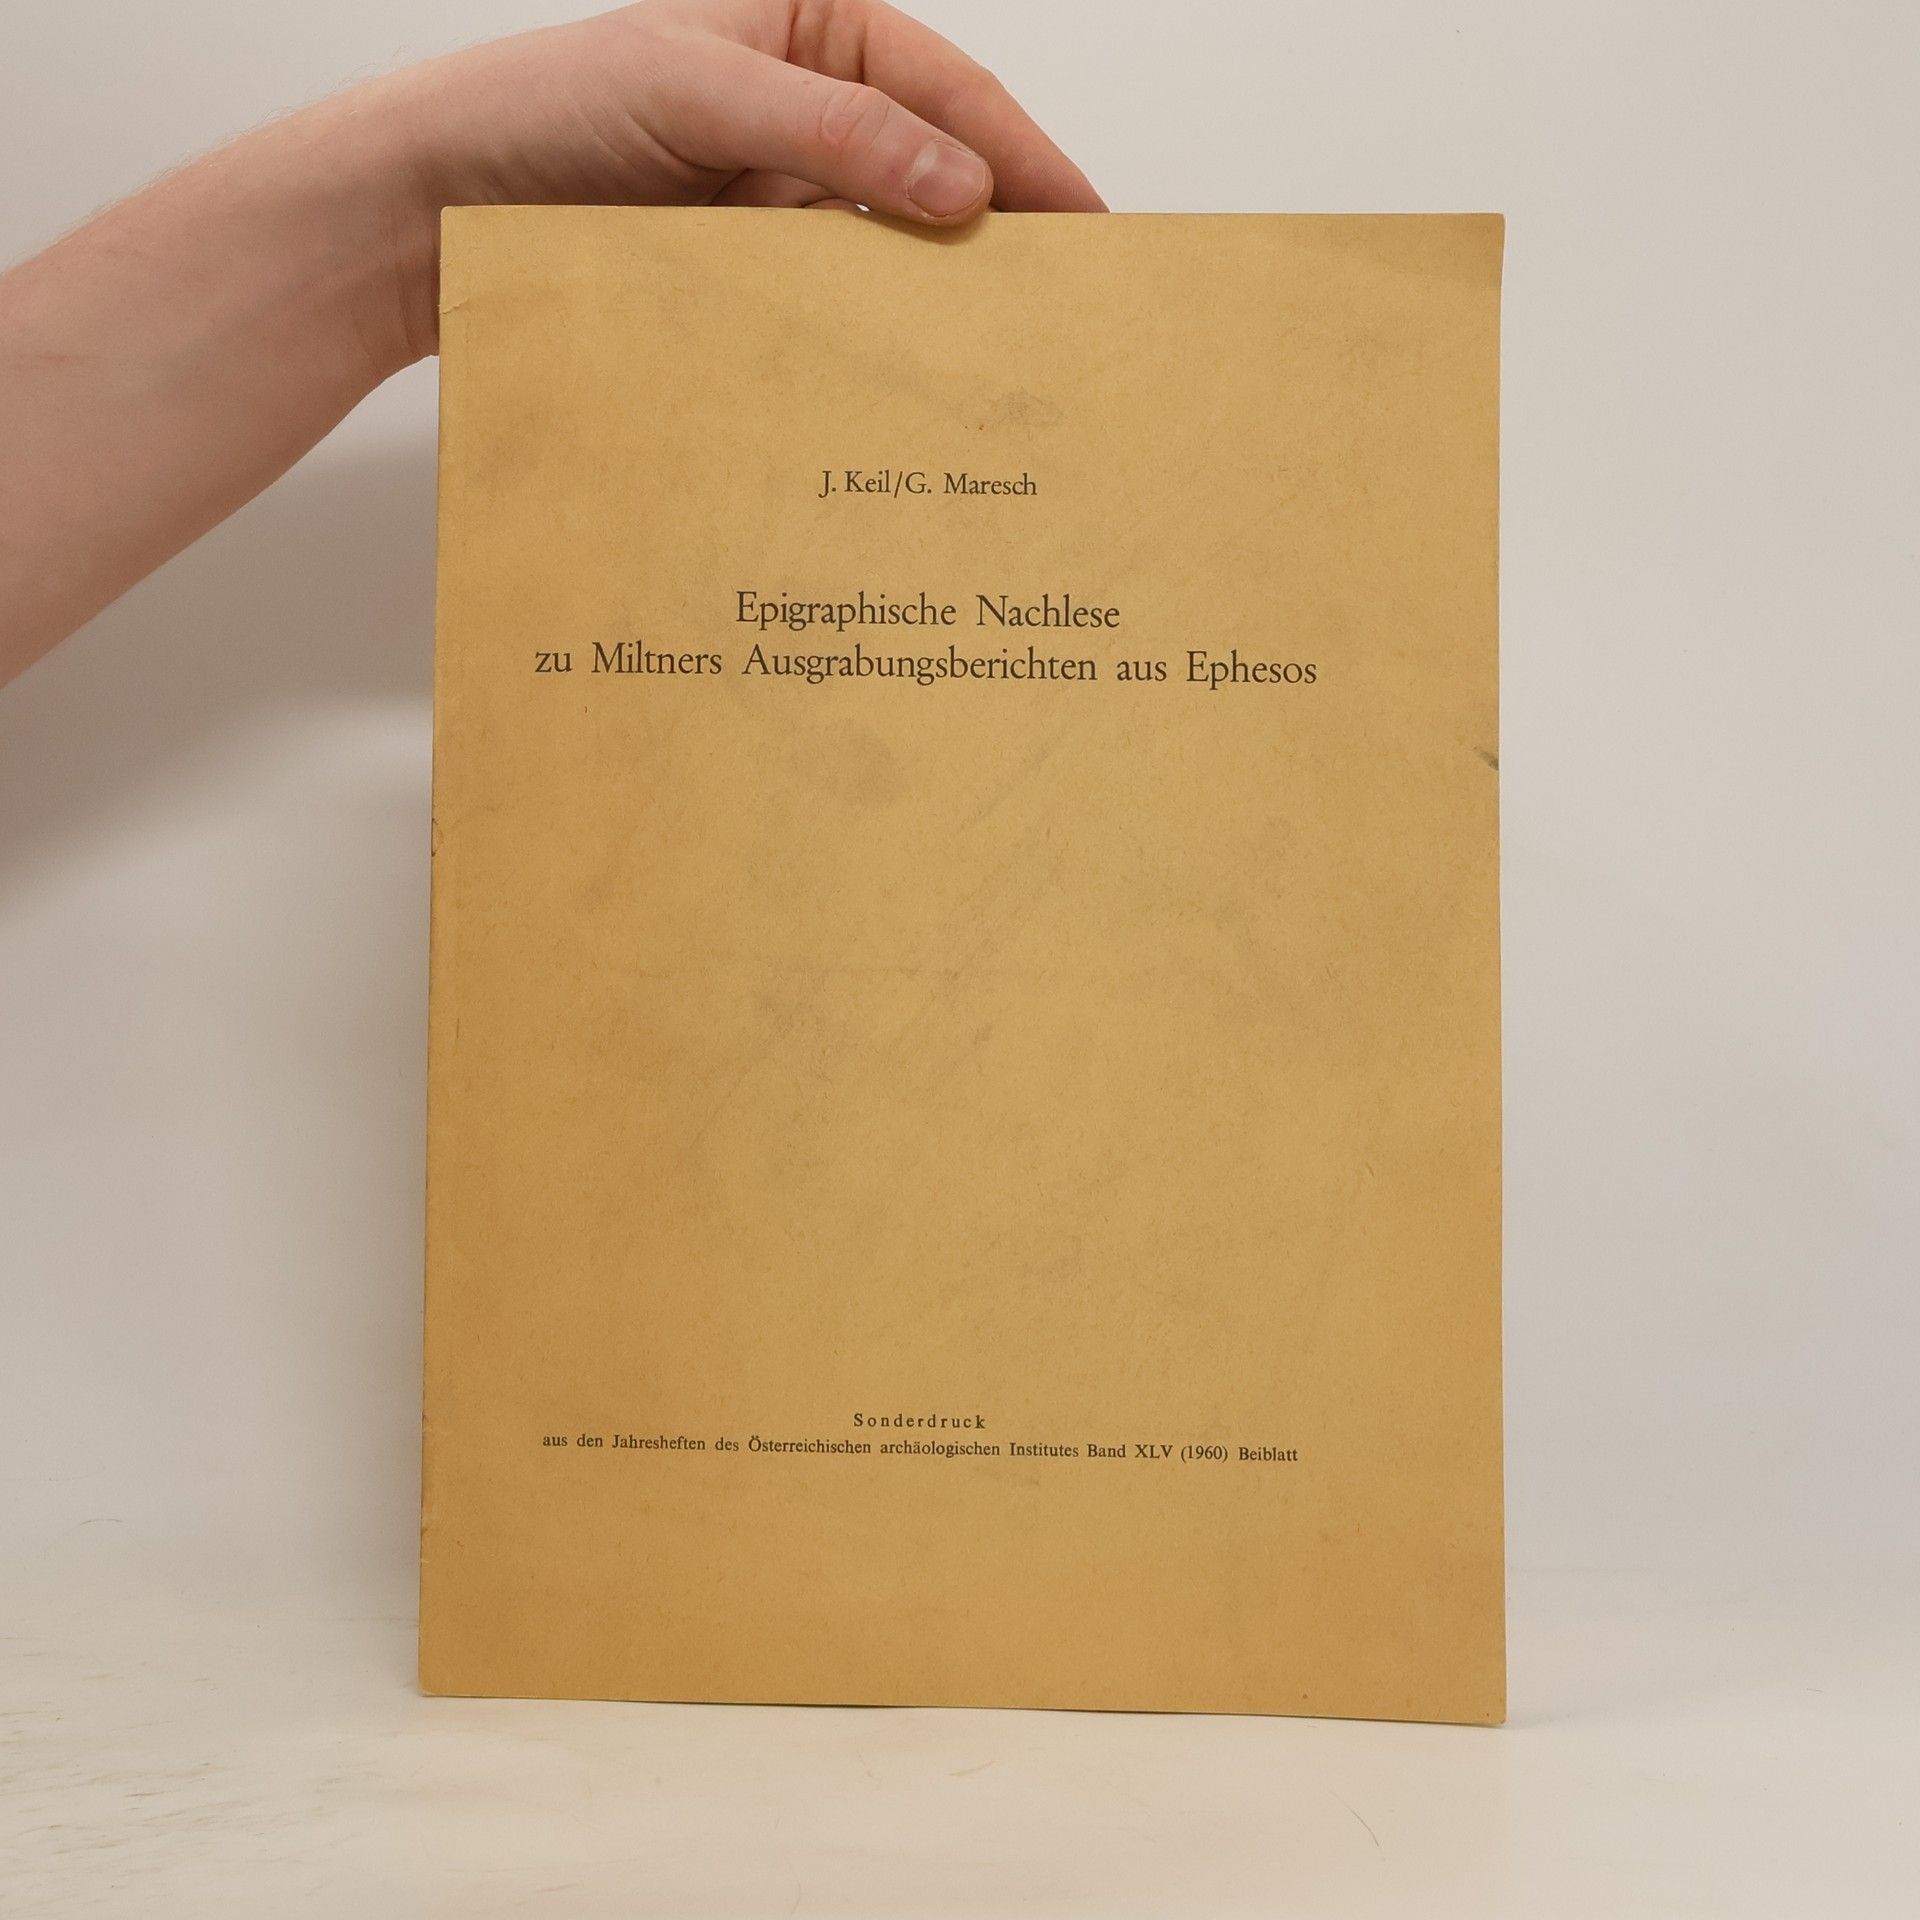 J. Keil/G. Maresch
Epigraphische Nachlese
zu Miltners Ausgrabungsberichten aus Ephesos
Sonderdruck
aus den Jahresheften des Österreichischen archäologischen Institutes Band XLV (1960) Beiblatt